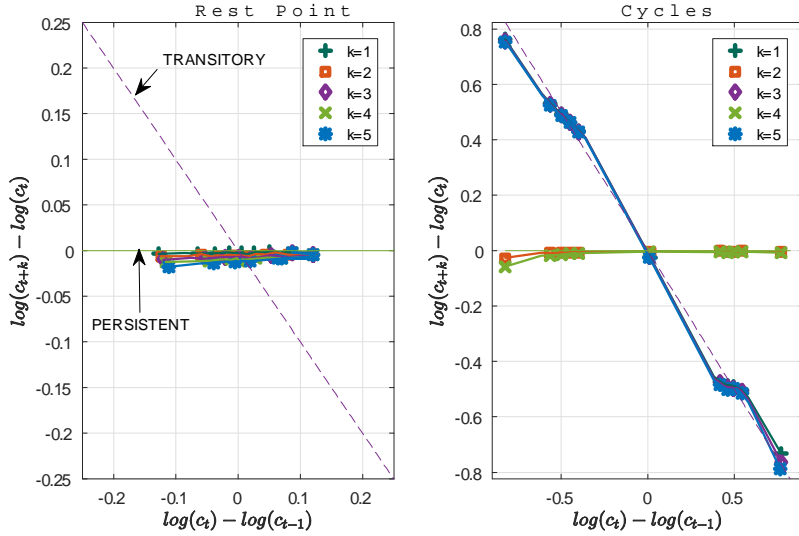 Rest Point
0.25
0.2
0.15
0.1
0.05
0
-0.05
-0.1
-0.15
-0.2
-0.25
-0.2
-0.1
0
0.1
0.2
log(c_{t+k}) − log(c_t)
log(c_t) − log(c_{t−1})
TRANSITORY
PERSISTENT
k=1
k=2
k=3
k=4
k=5
Cycles
0.8
0.6
0.4
0.2
0
-0.2
-0.4
-0.6
-0.8
-0.5
0
0.5
log(c_{t+k}) − log(c_t)
log(c_t) − log(c_{t−1})
k=1
k=2
k=3
k=4
k=5